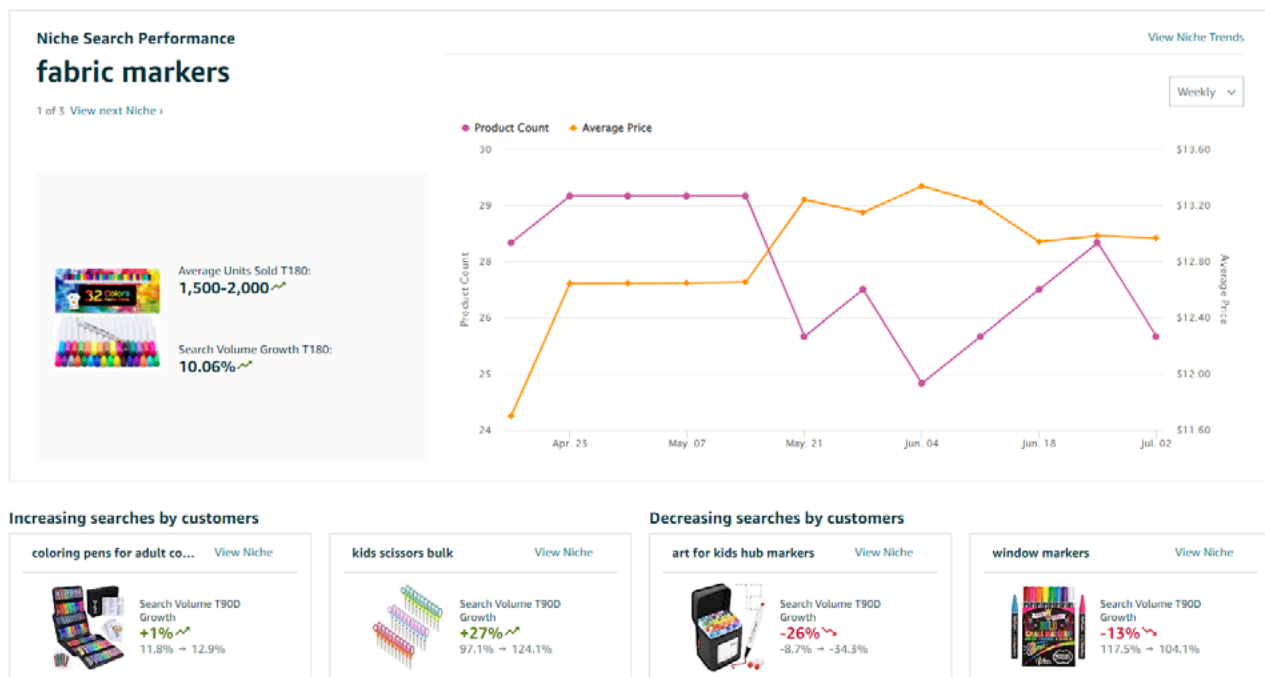 Niche Search Performance
View Niche Trends
fabric markers
1 of 3 View next Niche ›
Weekly
Product Count
Average Price
30
29
28
26
25
24
Product Count
$13.60
$13.20
$12.80
$12.40
$12.00
$11.60
Average Price
Apr. 23
May. 07
May. 21
Jun. 04
Jun. 18
Jul. 02
32 Colors
Average Units Sold T180:
1,500-2,000
Search Volume Growth T180:
10.06%
Increasing searches by customers
coloring pens for adult co...
View Niche
Search Volume T90D
Growth
+1%
11.8% → 12.9%
kids scissors bulk
View Niche
Search Volume T90D
Growth
+27%
97.1% → 124.1%
Decreasing searches by customers
art for kids hub markers
View Niche
Search Volume T90D
Growth
-26%
-8.7% → -34.3%
window markers
View Niche
Search Volume T90D
Growth
-13%
117.5% → 104.1%